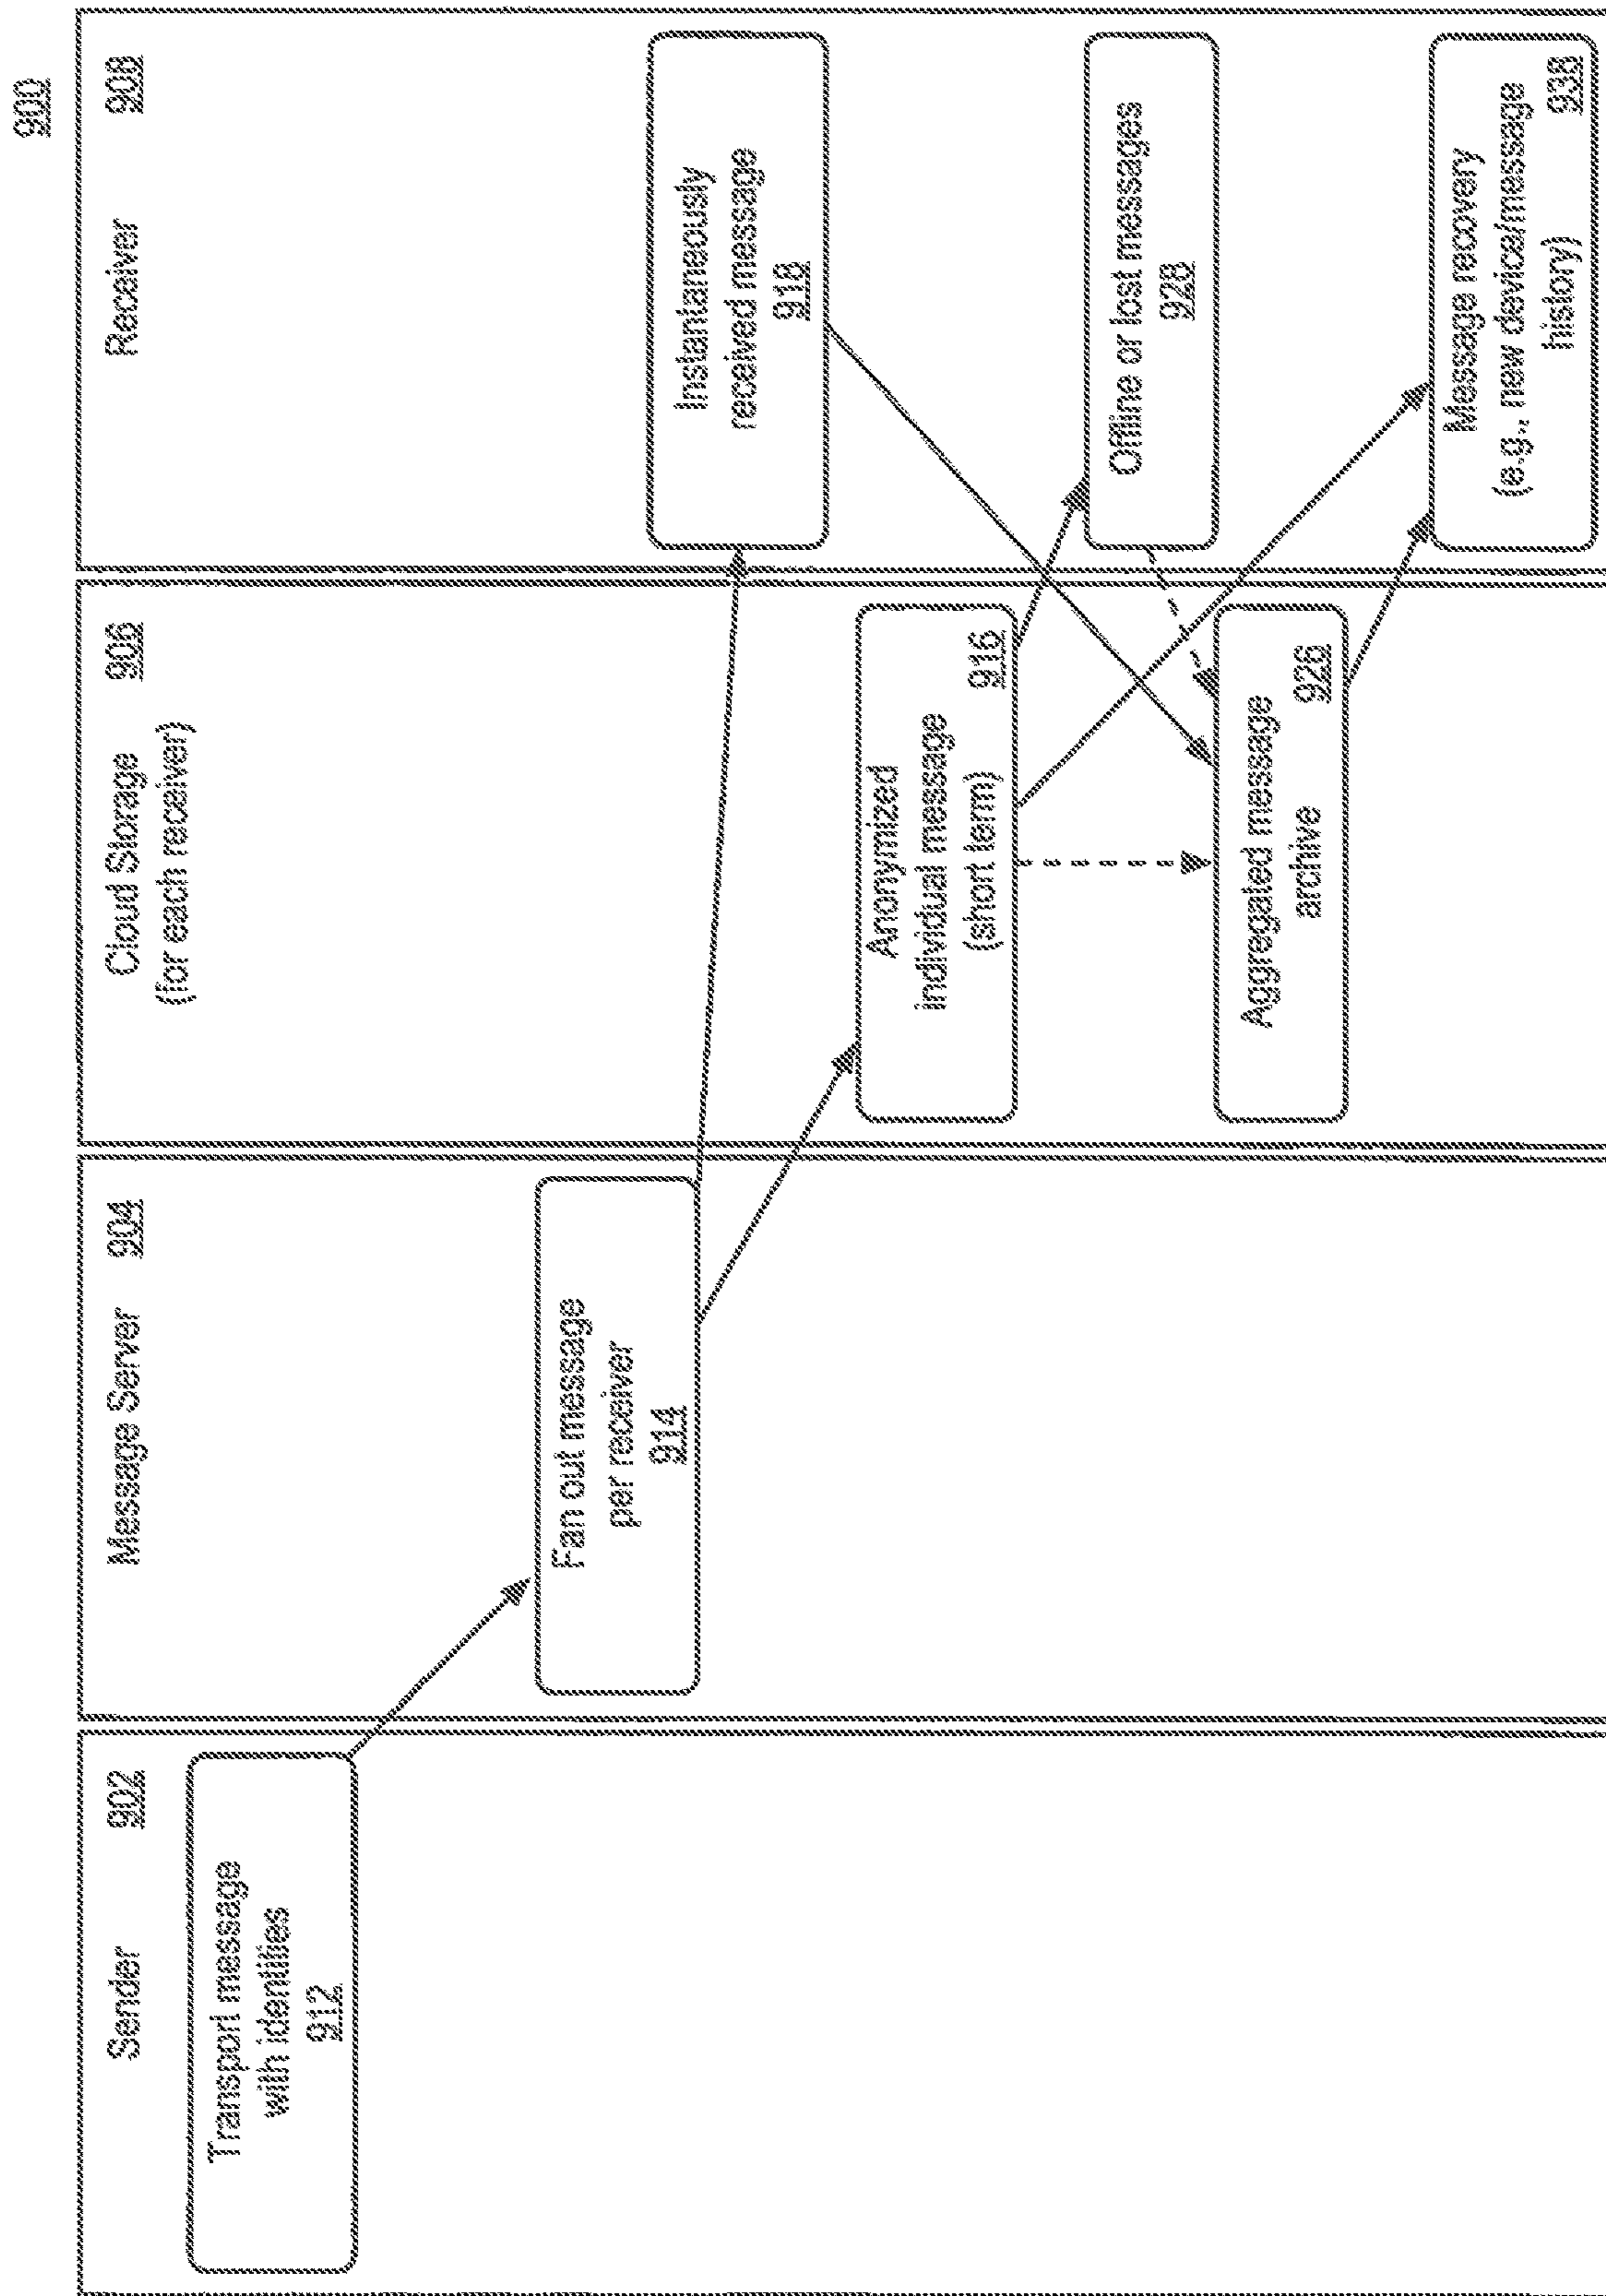 900
Sender 902
Message Server 904
Cloud Storage 906
(for each receiver)
Receiver 908
Transport message
with identities
912
Fan out message
per receiver
914
Instantaneously
received message
918
Anonymized
individual message
(short term) 916
Offline or lost messages
928
Aggregated message
archive 926
Message recovery
(e.g., new device/message
history) 938